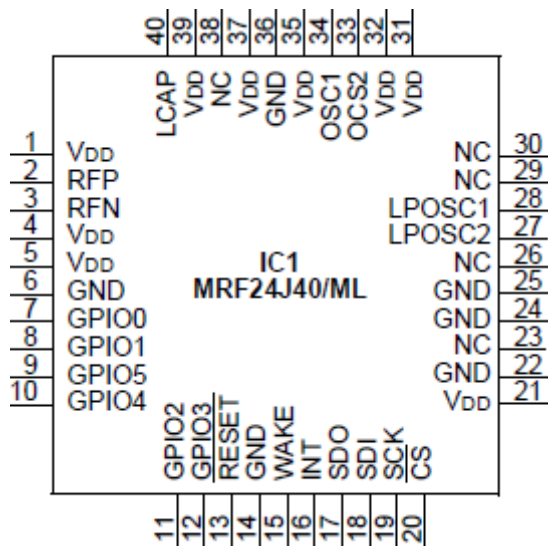 40 39 38 37 36 35 34 33 32 31
LCAP VDD NC VDD GND VDD OSC1 OCS2 VDD VDD
1 VDD NC 30
2 RFP NC 29
3 RFN LPOSC1 28
4 VDD LPOSC2 27
5 VDD IC1 NC 26
6 GND MRF24J40/ML GND 25
7 GPIO0 GND 24
8 GPIO1 NC 23
9 GPIO5 GND 22
10 GPIO4 VDD 21
GPIO2 GPIO3 RESET GND WAKE INT SDO SDI SCK CS
11 12 13 14 15 16 17 18 19 20